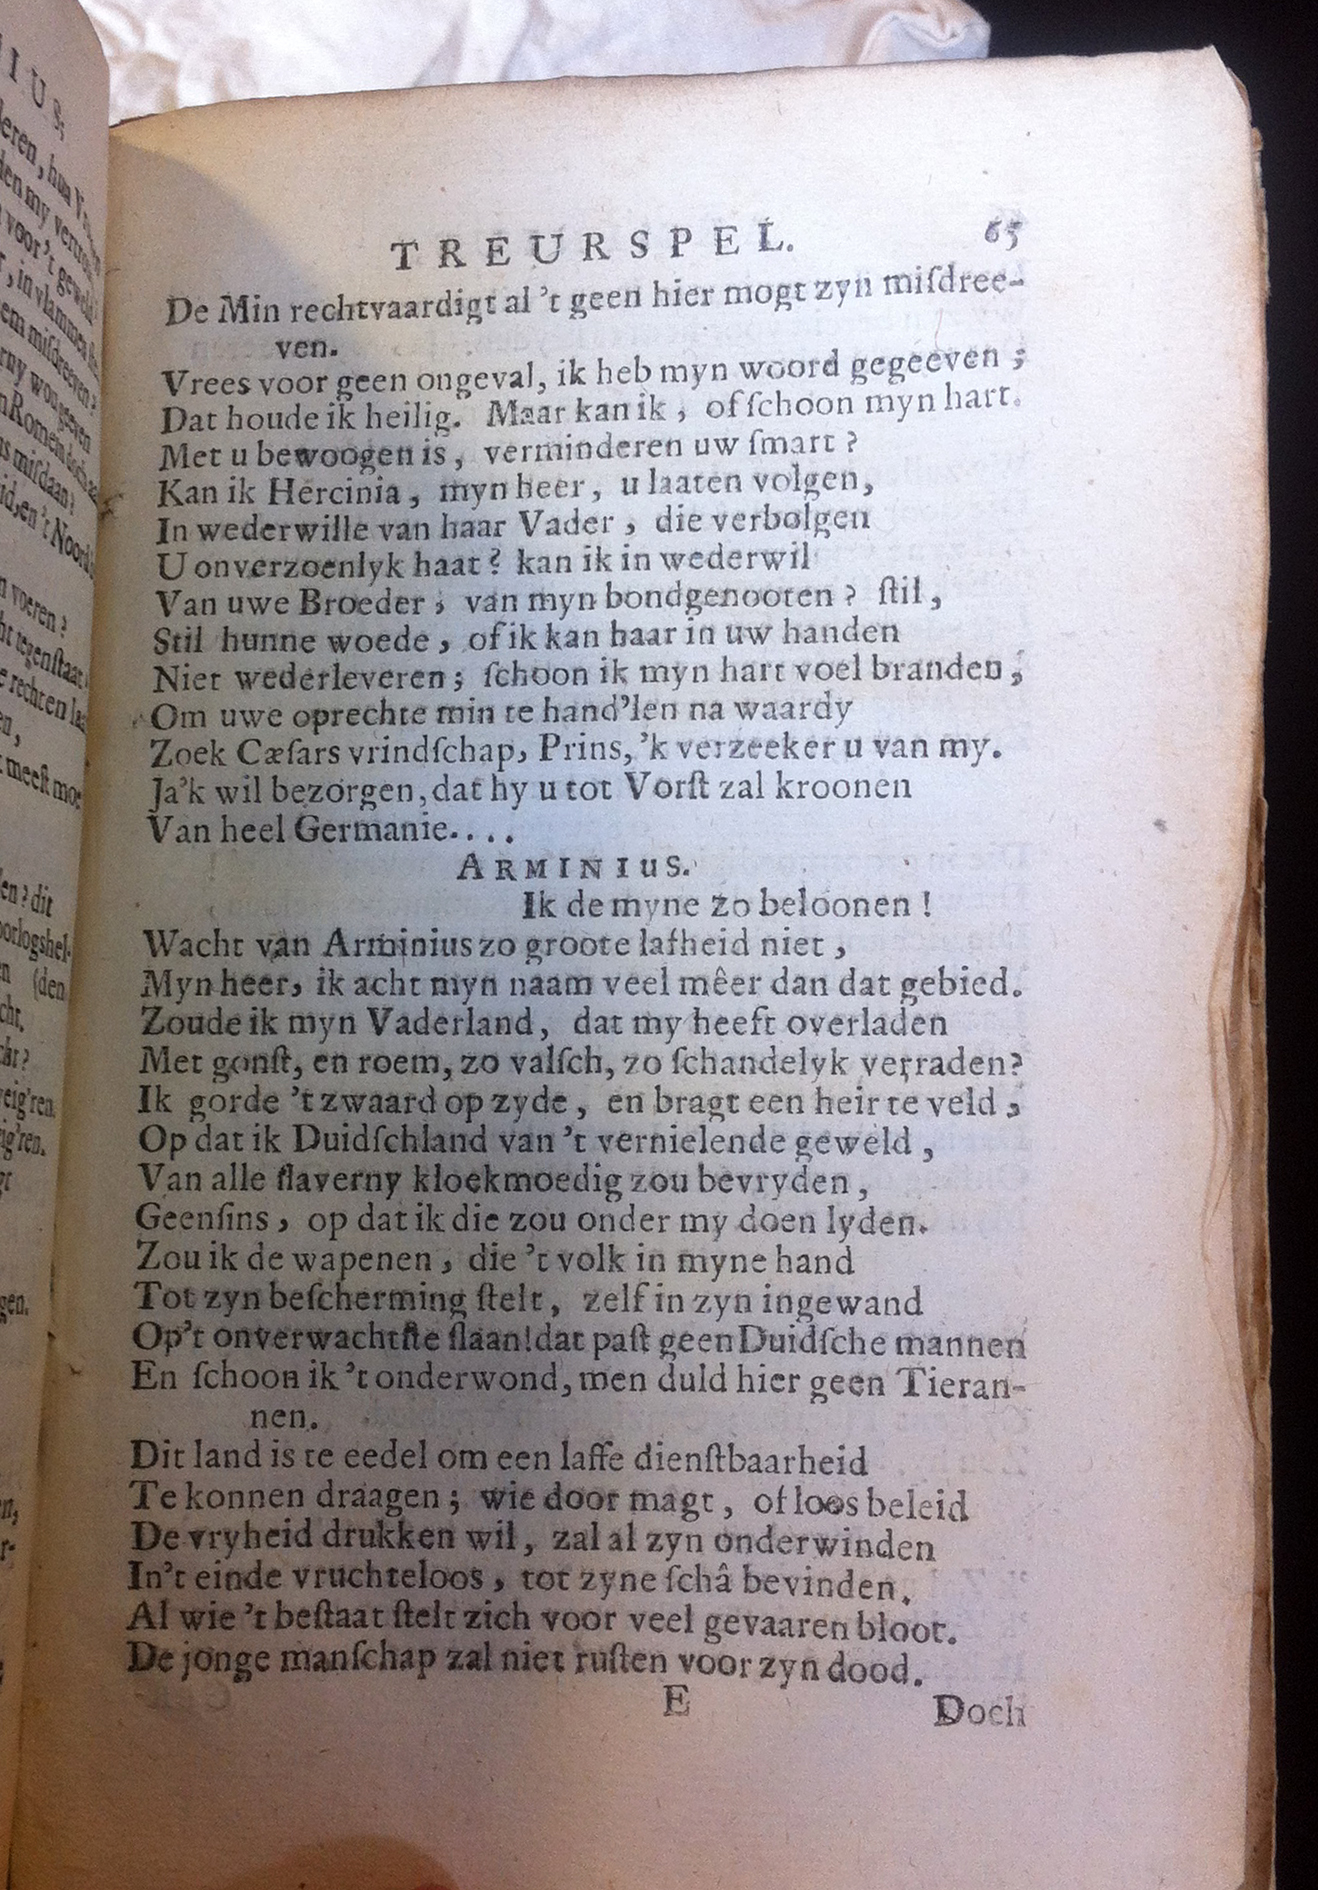 TREURSPEL. 65
De Min rechtvaardigt al 't geen hier mogt zyn miſdree-
ven.
Vrees voor geen ongeval, ik heb myn woord gegeeven;
Dat houde ik heilig. Maar kan ik, of ſchoon myn hart.
Met u bewoogen is, verminderen uw ſmart?
Kan ik Hercinia, myn heer, u laaten volgen,
In wederwille van haar Vader, die verbolgen
U onverzoenlyk haat? kan ik in wederwil
Van uwe Broeder; van myn bondgenooten? ſtil,
Stil hunne woede, of ik kan haar in uw handen
Niet wederleveren; ſchoon ik myn hart voel branden,
Om uwe oprechte min te hand'len na waardy
Zoek Cæſars vrindſchap, Prins, 'k verzeeker u van my.
Ja'k wil bezorgen, dat hy u tot Vorſt zal kroonen
Van heel Germanie....
ARMINIUS.
Ik de myne zo beloonen!
Wacht van Arminius zo groote lafheid niet,
Myn heer, ik acht myn naam veel mêer dan dat gebied.
Zoude ik myn Vaderland, dat my heeft overladen
Met gonſt, en roem, zo valſch, zo ſchandelyk verraden?
Ik gorde 't zwaard op zyde, en bragt een heir te veld,
Op dat ik Duidſchland van 't vernielende geweld,
Van alle ſlaverny kloekmoedig zou bevryden,
Geenſins, op dat ik die zou onder my doen lyden.
Zou ik de wapenen, die 't volk in myne hand
Tot zyn beſcherming ſtelt, zelf in zyn ingewand
Op't onverwachtſte ſlaan! dat paſt geen Duidſche mannen
En ſchoon ik 't onderwond, men duld hier geen Tieran-
nen.
Dit land is te eedel om een laffe dienſtbaarheid
Te konnen draagen; wie door magt, of loos beleid
De vryheid drukken wil, zal al zyn onderwinden
In't einde vruchteloos, tot zyne ſchâ bevinden.
Al wie 't beſtaat ſtelt zich voor veel gevaaren bloot.
De jonge manſchap zal niet ruſten voor zyn dood.
E Doch